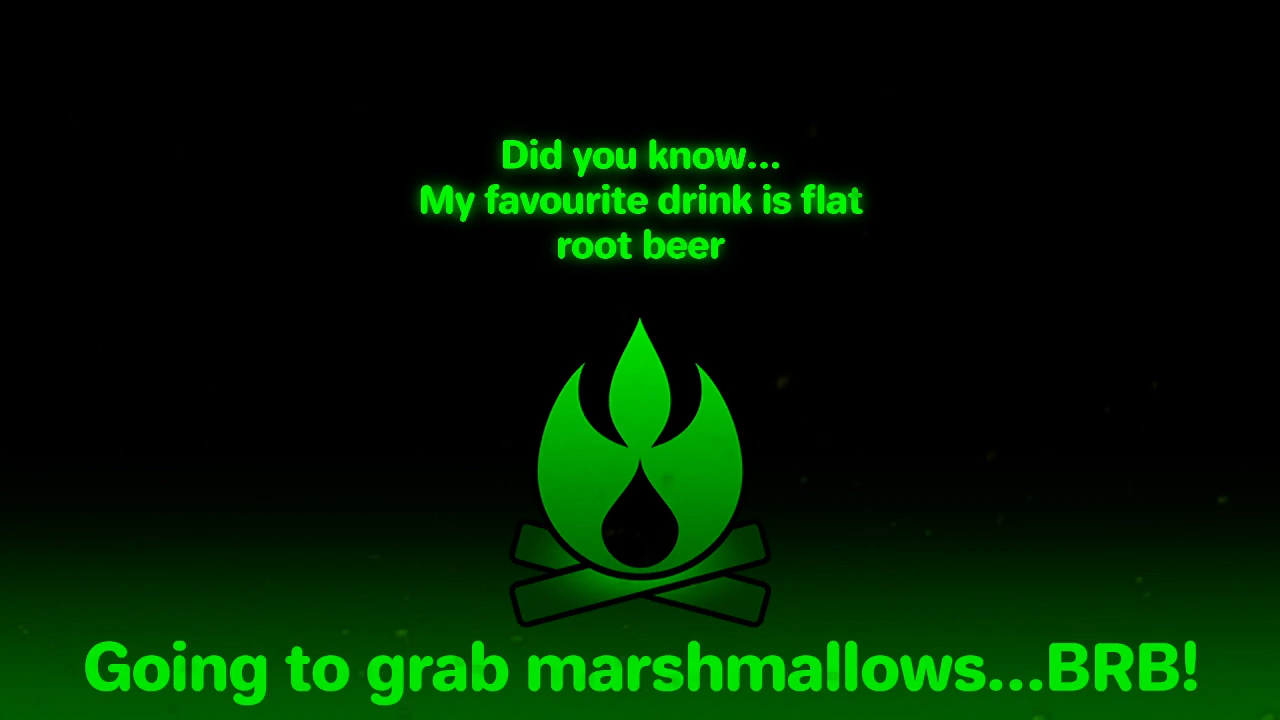 Did you know...
My favourite drink is flat
root beer
Going to grab marshmallows...BRB!